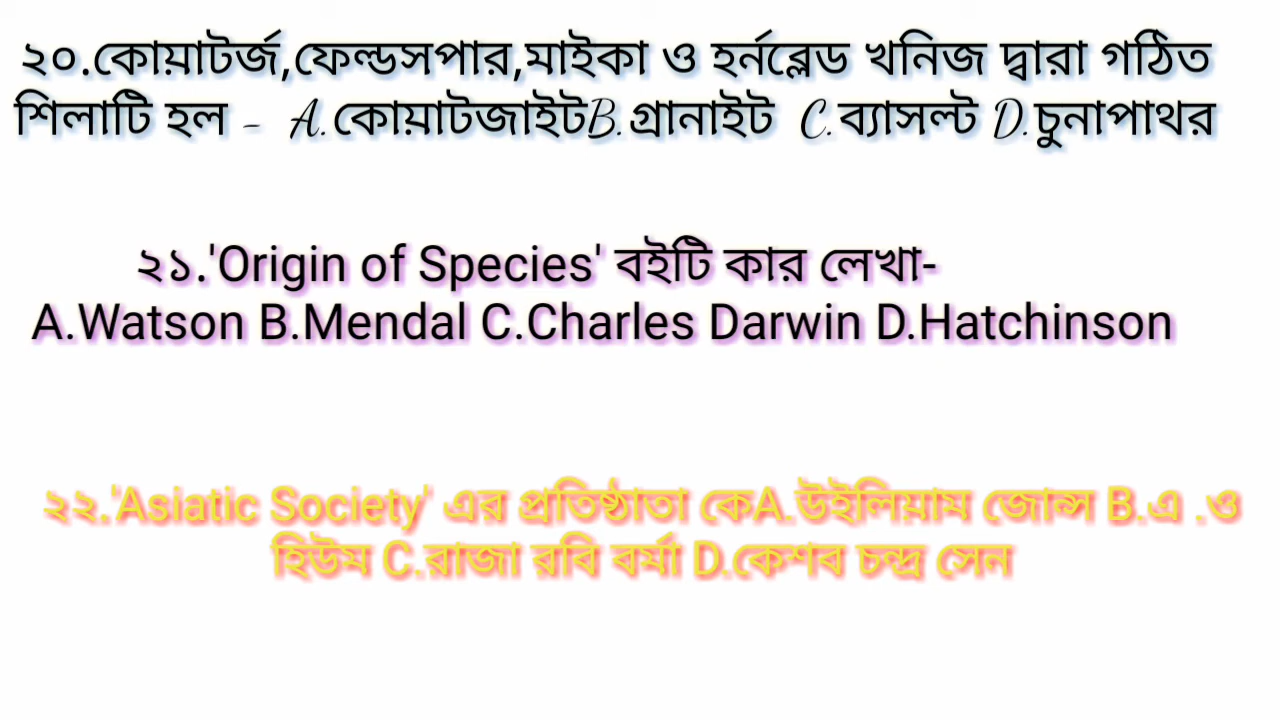 ২০.কোয়াটর্জ,ফেল্ডসপার,মাইকা ও হর্নব্লেড খনিজ দ্বারা গঠিত
শিলাটি হল - A.কোয়াটজাইটB.গ্রানাইট C.ব্যাসল্ট D.চুনাপাথর
২১.'Origin of Species' বইটি কার লেখা-
A.Watson B.Mendal C.Charles Darwin D.Hatchinson
২২.'Asiatic Society' এর প্রতিষ্ঠাতা কেA.উইলিয়াম জোন্স B.এ .ও
হিউম C.রাজা রবি বর্মা D.কেশব চন্দ্র সেন